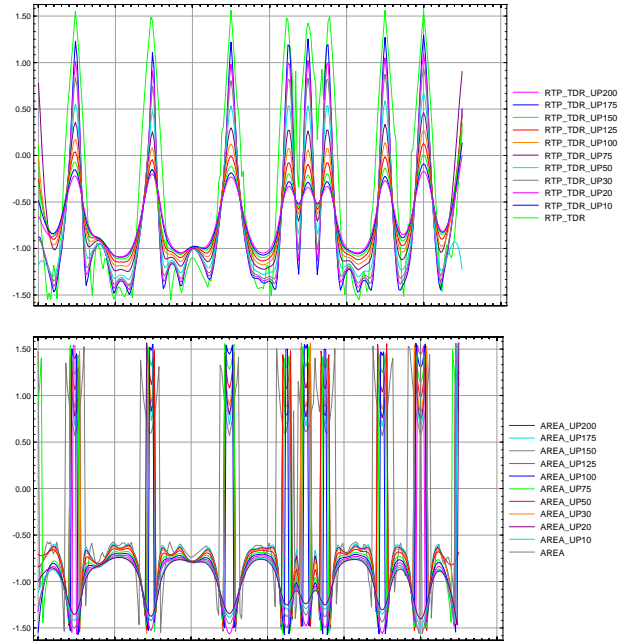 1.50
1.00
0.50
0.00
-0.50
-1.00
-1.50
RTP_TDR_UP200
RTP_TDR_UP175
RTP_TDR_UP150
RTP_TDR_UP125
RTP_TDR_UP100
RTP_TDR_UP75
RTP_TDR_UP50
RTP_TDR_UP30
RTP_TDR_UP20
RTP_TDR_UP10
RTP_TDR
1.50
1.00
0.50
0.00
-0.50
-1.00
-1.50
AREA_UP200
AREA_UP175
AREA_UP150
AREA_UP125
AREA_UP100
AREA_UP75
AREA_UP50
AREA_UP30
AREA_UP20
AREA_UP10
AREA